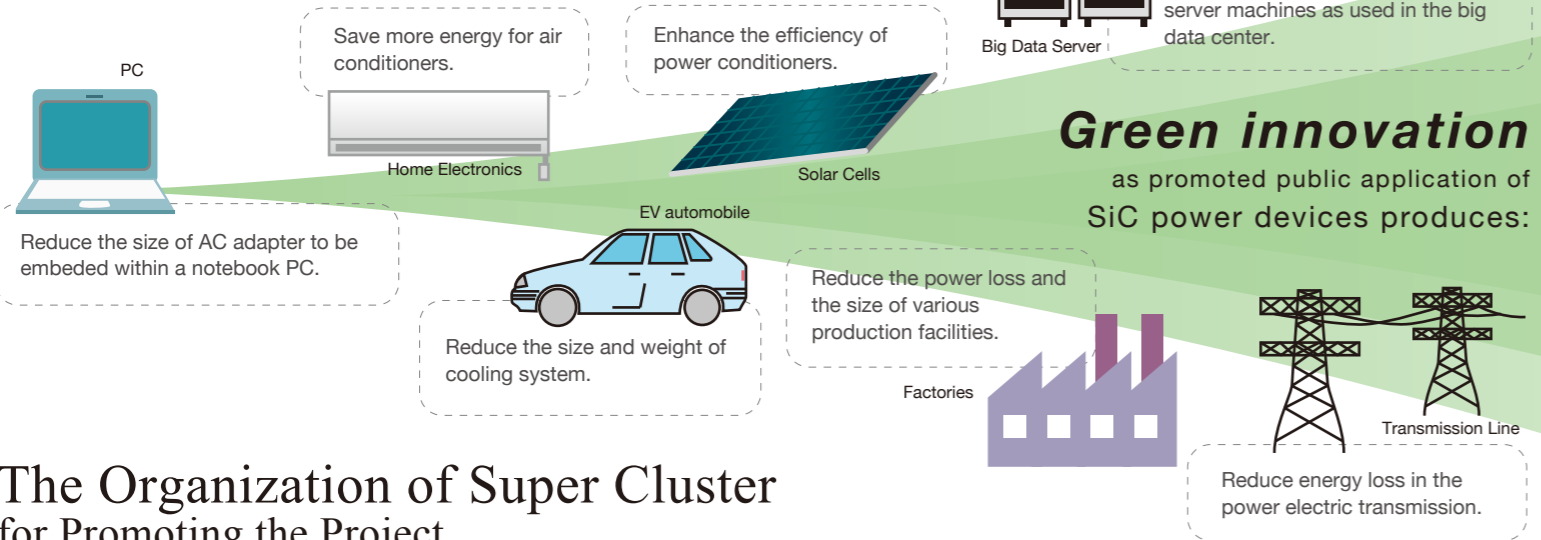 server machines as used in the big
data center.
Big Data Server
Save more energy for air
conditioners.
Enhance the efficiency of
power conditioners.
PC
Home Electronics
Solar Cells
Green innovation
as promoted public application of
SiC power devices produces:
Reduce the size of AC adapter to be
embeded within a notebook PC.
EV automobile
Reduce the size and weight of
cooling system.
Reduce the power loss and
the size of various
production facilities.
Factories
Transmission Line
Reduce energy loss in the
power electric transmission.
The Organization of Super Cluster
for Promoting the Project